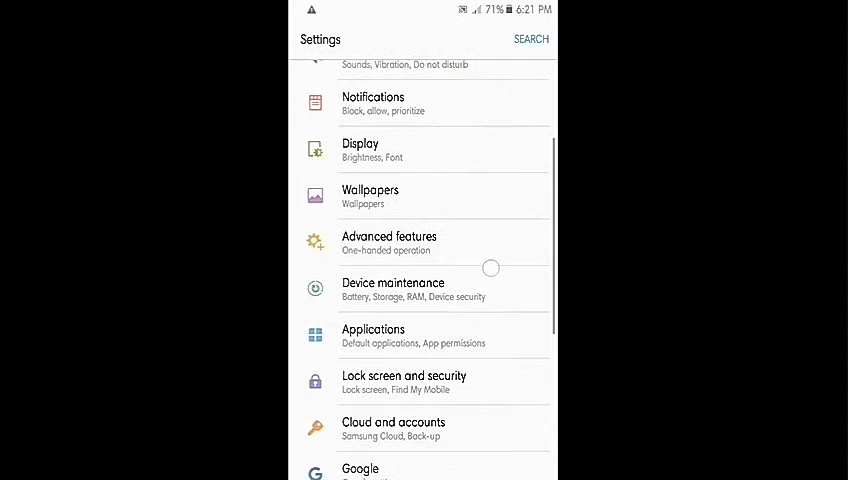 71% 6:21 PM
Settings
SEARCH
Sounds, Vibration, Do not disturb
Notifications
Block, allow, prioritize
Display
Brightness, Font
Wallpapers
Wallpapers
Advanced features
One-handed operation
Device maintenance
Battery, Storage, RAM, Device security
Applications
Default applications, App permissions
Lock screen and security
Lock screen, Find My Mobile
Cloud and accounts
Samsung Cloud, Back-up
Google